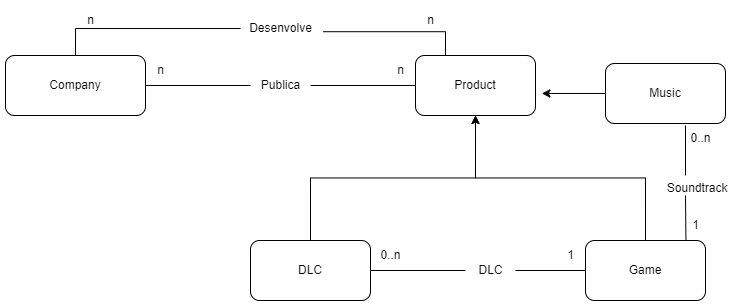 n Desenvolve n
Company n Publica n Product Music
0..n
Soundtrack
1
DLC 0..n DLC 1 Game